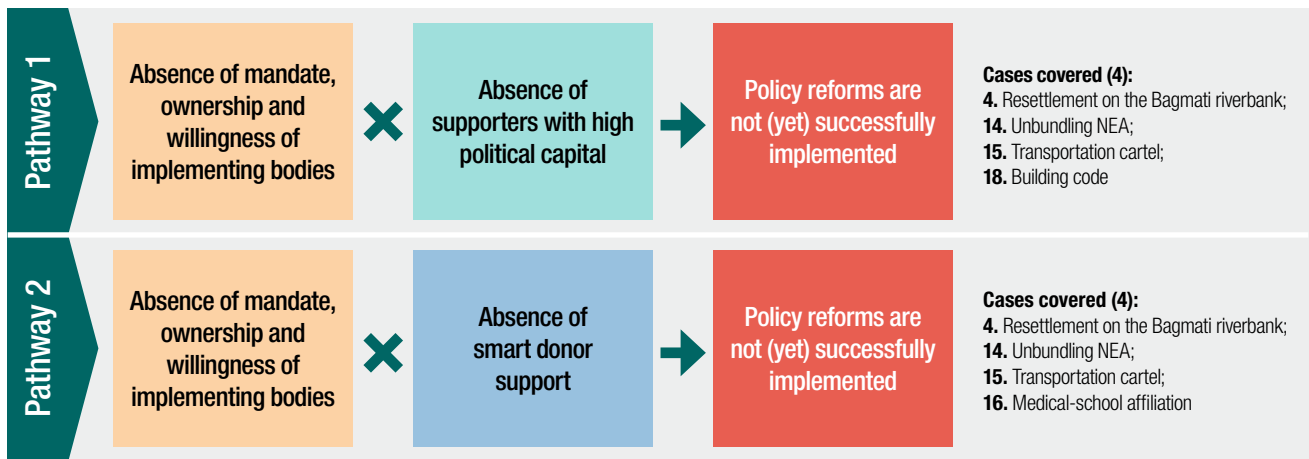 Pathway 1
Absence of mandate,
ownership and
willingness of
implementing bodies
Absence of
supporters with high
political capital
Policy reforms are
not (yet) successfully
implemented
Cases covered (4):
4. Resettlement on the Bagmati riverbank;
14. Unbundling NEA;
15. Transportation cartel;
18. Building code
Pathway 2
Absence of mandate,
ownership and
willingness of
implementing bodies
Absence of
smart donor
support
Policy reforms are
not (yet) successfully
implemented
Cases covered (4):
4. Resettlement on the Bagmati riverbank;
14. Unbundling NEA;
15. Transportation cartel;
16. Medical-school affiliation